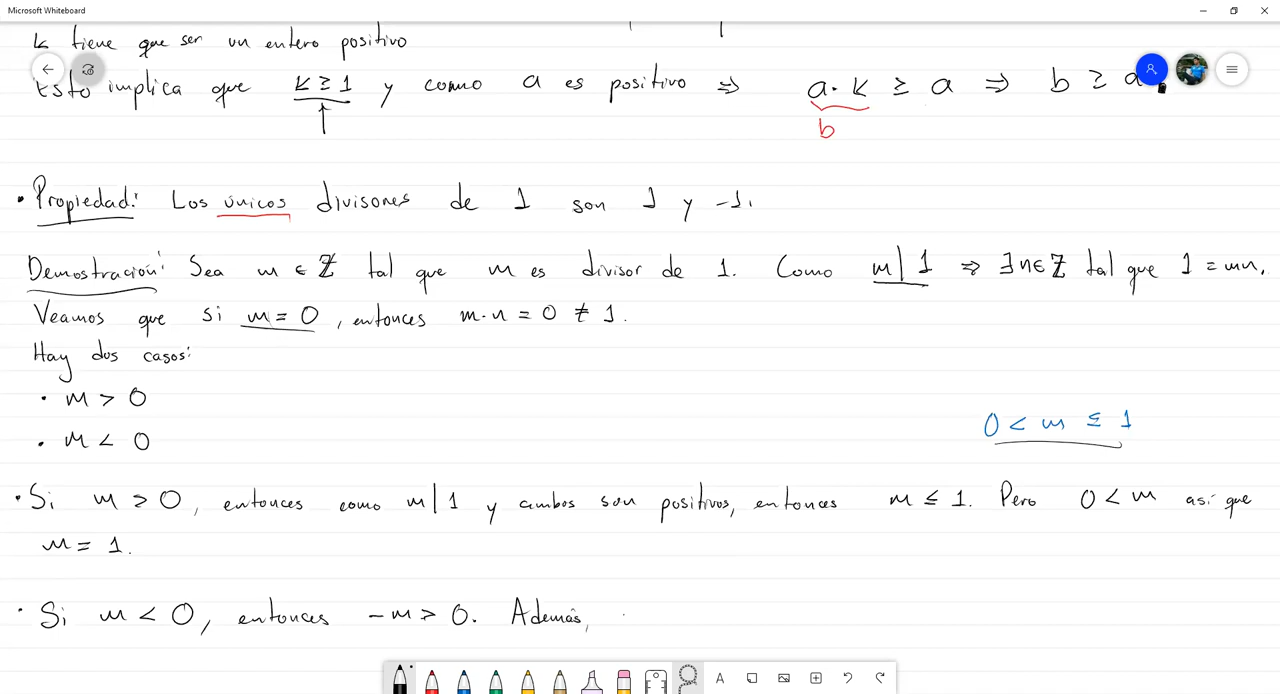 Microsoft Whiteboard
k tiene que ser un entero positivo
Esto implica que k ≥ 1 y como a es positivo ⇒ a · k ≥ a ⇒ b ≥ a
b
• Propiedad: Los únicos divisores de 1 son 1 y -1.
Demostración: Sea m ∈ ℤ tal que m es divisor de 1. Como m | 1 ⇒ ∃ n ∈ ℤ tal que 1 = mn.
Veamos que si m = 0, entonces m · n = 0 ≠ 1.
Hay dos casos:
• m > 0
• m < 0
0 < m ≤ 1
• Si m > 0, entonces como m | 1 y ambos son positivos, entonces m ≤ 1. Pero 0 < m así que
m = 1.
• Si m < 0, entonces -m > 0. Además,
A